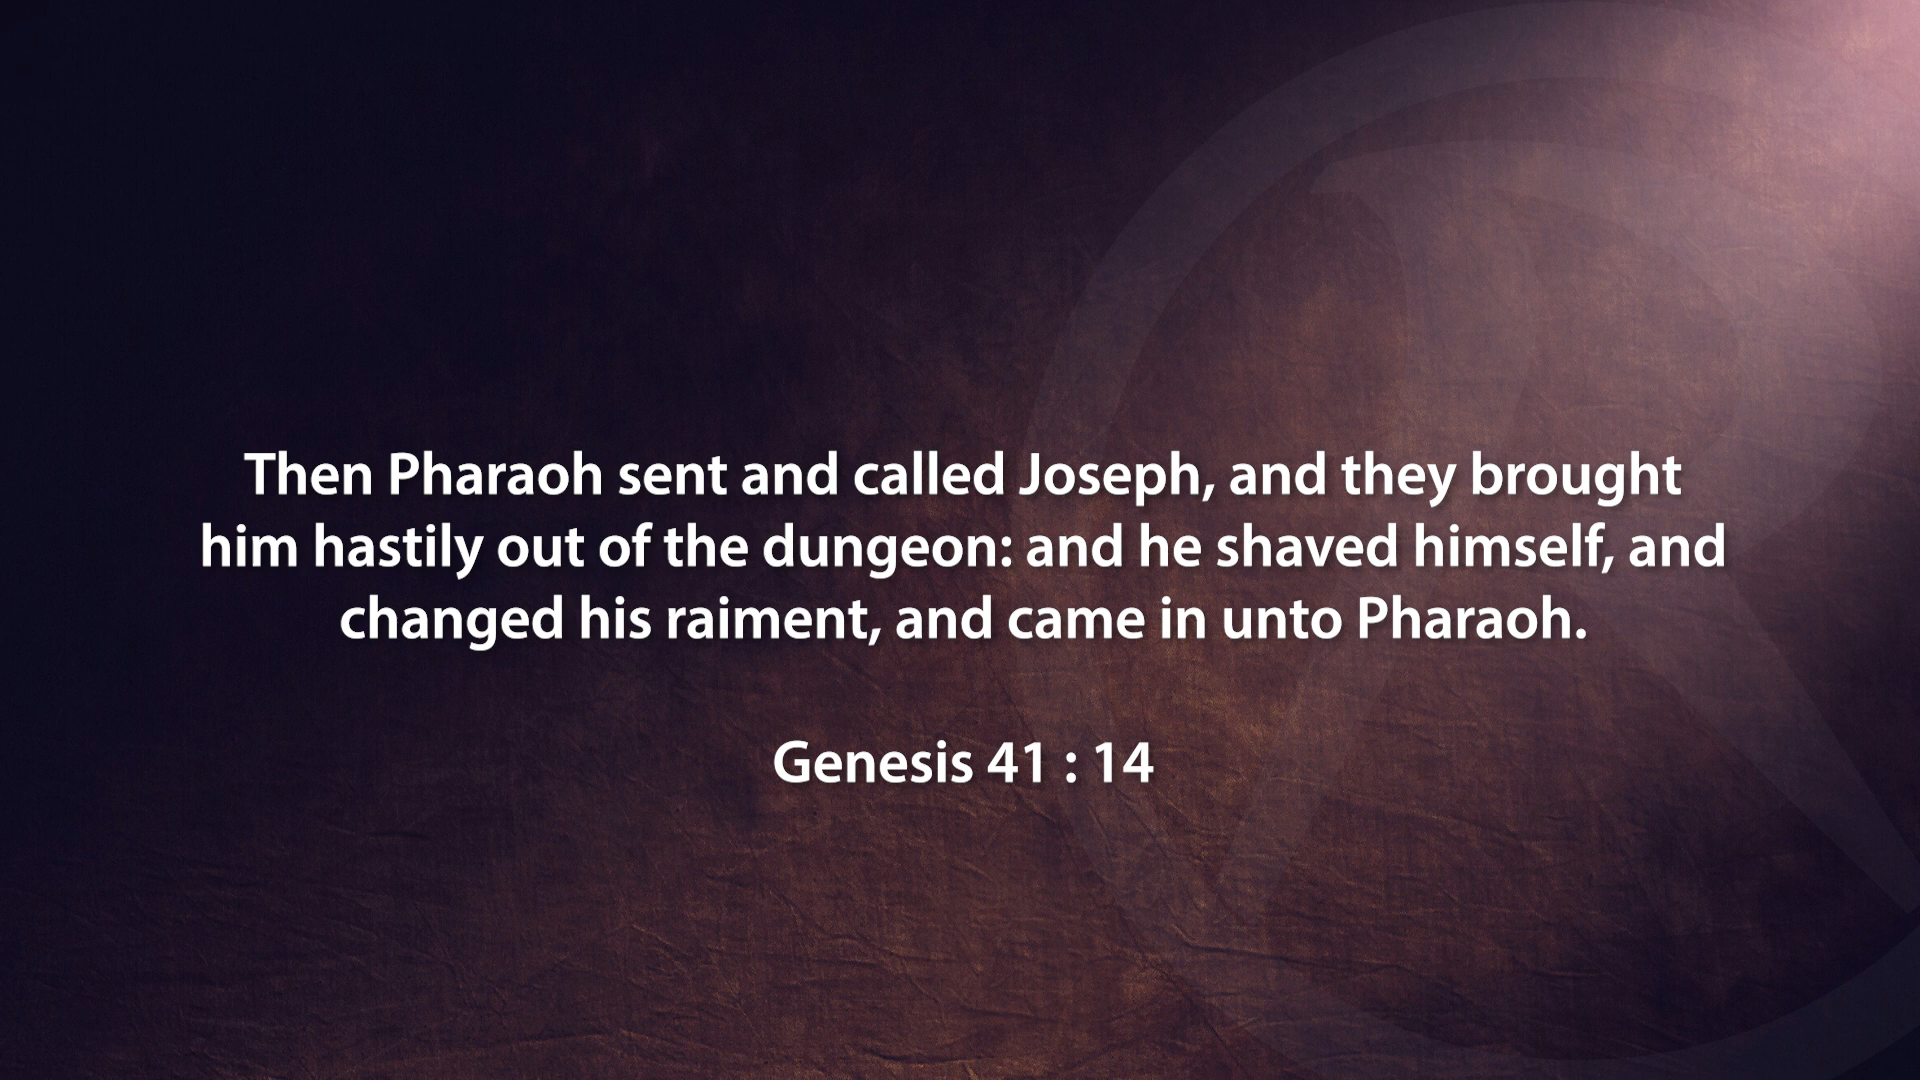 Then Pharaoh sent and called Joseph, and they brought
him hastily out of the dungeon: and he shaved himself, and
changed his raiment, and came in unto Pharaoh.
Genesis 41 : 14